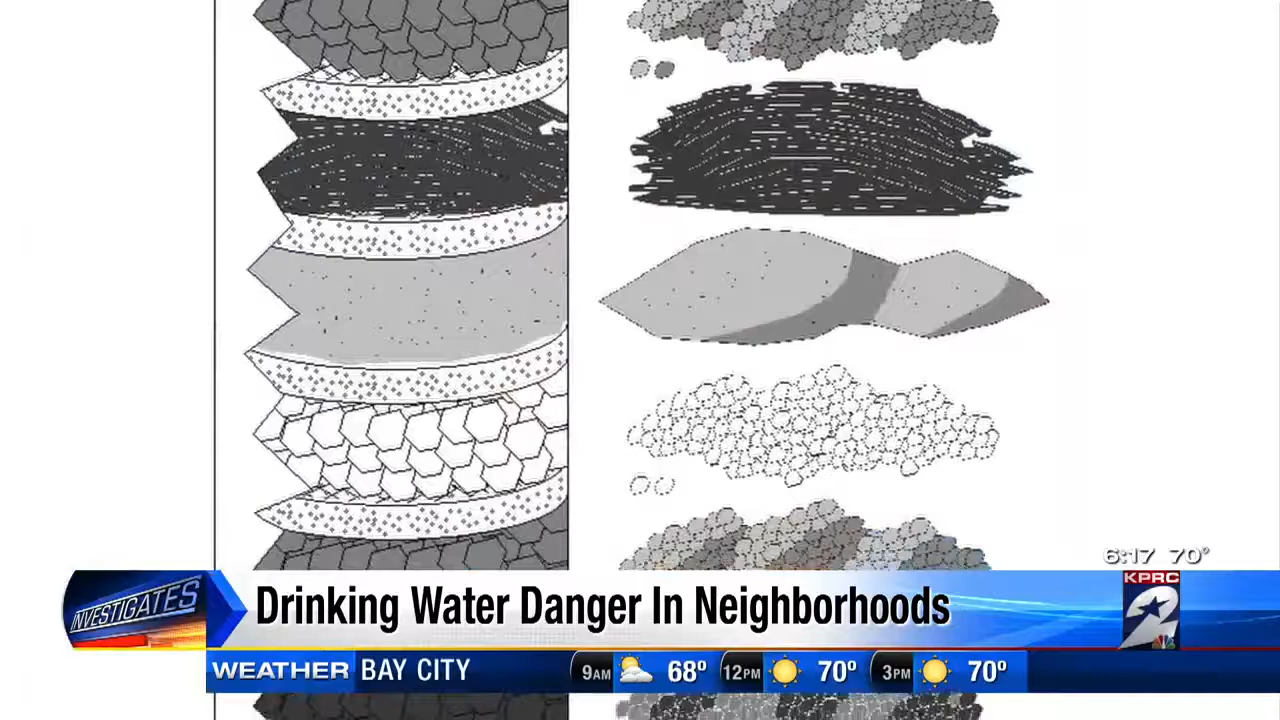 6:17 70°
KPRC
2
INVESTIGATES
Drinking Water Danger In Neighborhoods
WEATHER BAY CITY 9AM 68° 12PM 70° 3PM 70°